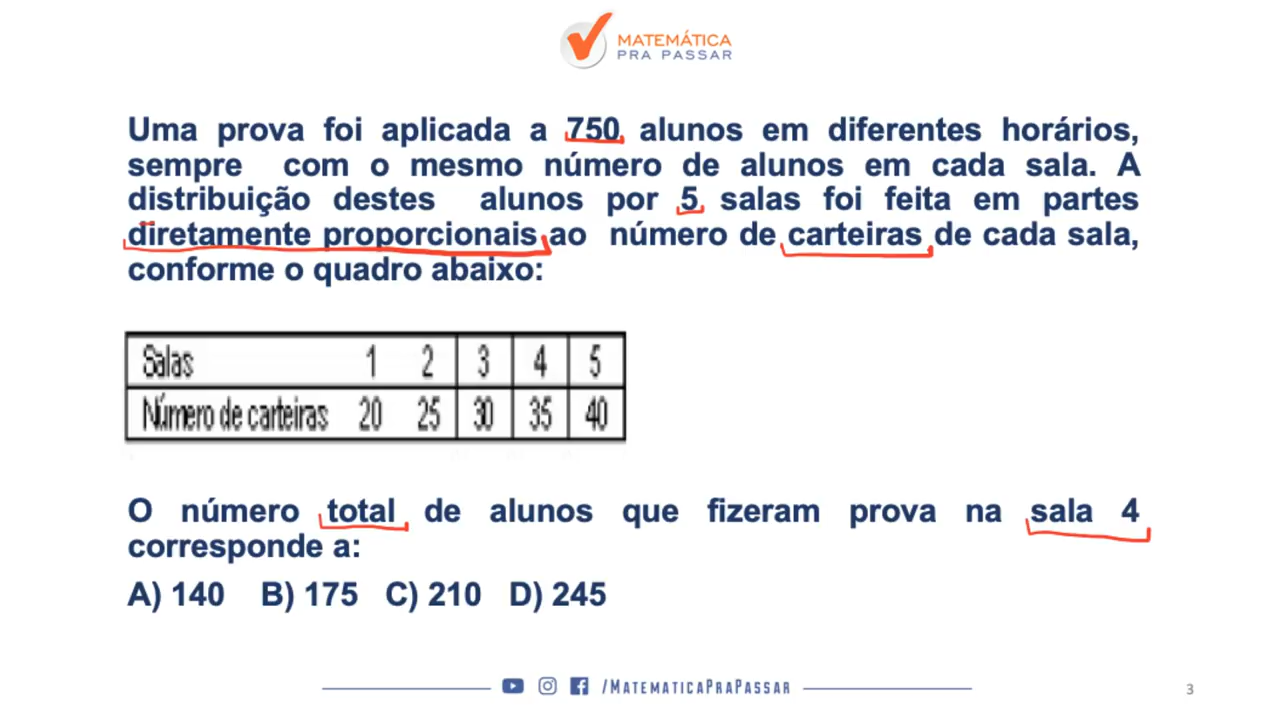 MATEMÁTICA
PRA PASSAR
Uma prova foi aplicada a 750 alunos em diferentes horários,
sempre com o mesmo número de alunos em cada sala. A
distribuição destes alunos por 5 salas foi feita em partes
diretamente proporcionais ao número de carteiras de cada sala,
conforme o quadro abaixo:
Salas 1 2 3 4 5
Número de carteiras 20 25 30 35 40
O número total de alunos que fizeram prova na sala 4
corresponde a:
A) 140 B) 175 C) 210 D) 245
/MATEMATICAPRAPASSAR
3